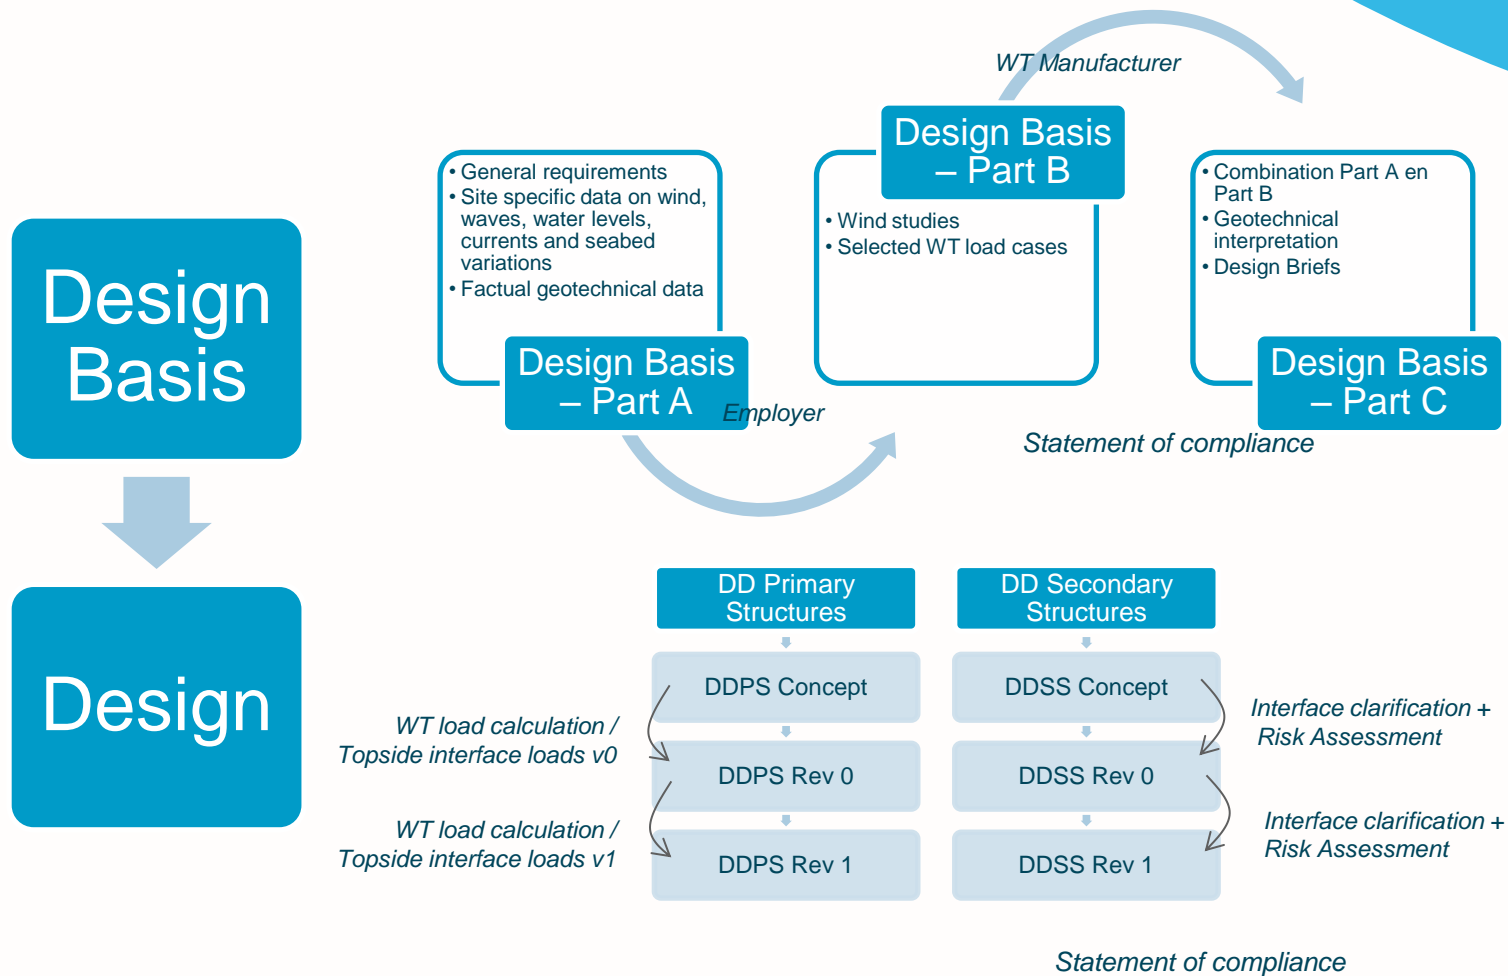 WT Manufacturer
Design Basis
– Part B
• General requirements
• Site specific data on wind,
waves, water levels,
currents and seabed
variations
• Factual geotechnical data
Design Basis
– Part A
Employer
• Wind studies
• Selected WT load cases
• Combination Part A en
Part B
• Geotechnical
interpretation
• Design Briefs
Design Basis
– Part C
Statement of compliance
Design
Basis
Design
DD Primary
Structures
DD Secondary
Structures
DDPS Concept
DDSS Concept
WT load calculation /
Topside interface loads v0
Interface clarification +
Risk Assessment
DDPS Rev 0
DDSS Rev 0
WT load calculation /
Topside interface loads v1
Interface clarification +
Risk Assessment
DDPS Rev 1
DDSS Rev 1
Statement of compliance